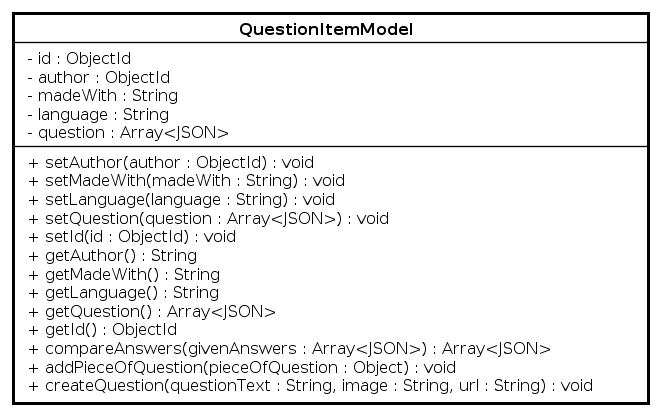 QuestionItemModel
- id : ObjectId
- author : ObjectId
- madeWith : String
- language : String
- question : Array<JSON>
+ setAuthor(author : ObjectId) : void
+ setMadeWith(madeWith : String) : void
+ setLanguage(language : String) : void
+ setQuestion(question : Array<JSON>) : void
+ setId(id : ObjectId) : void
+ getAuthor() : String
+ getMadeWith() : String
+ getLanguage() : String
+ getQuestion() : Array<JSON>
+ getId() : ObjectId
+ compareAnswers(givenAnswers : Array<JSON>) : Array<JSON>
+ addPieceOfQuestion(pieceOfQuestion : Object) : void
+ createQuestion(questionText : String, image : String, url : String) : void